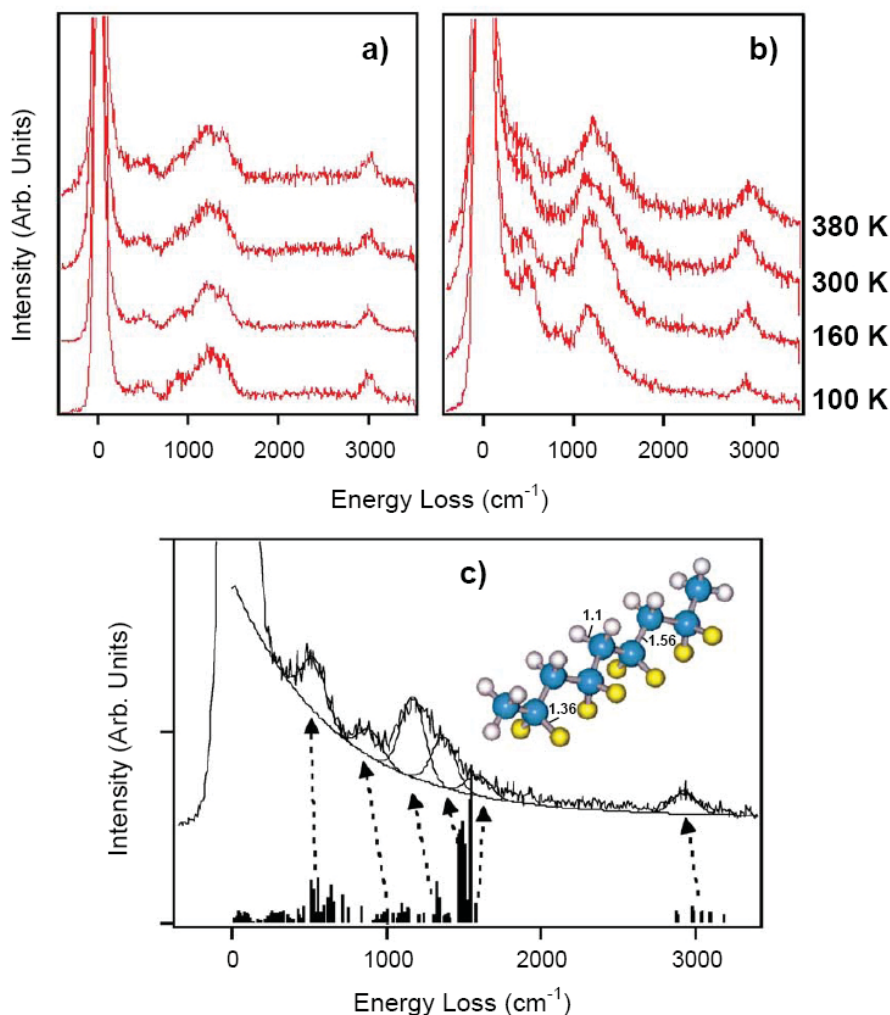 a)
b)
Intensity (Arb. Units)
380 K
300 K
160 K
100 K
0 1000 2000 3000 0 1000 2000 3000
Energy Loss (cm-1)
c)
1.1
1.56
1.36
Intensity (Arb. Units)
0 1000 2000 3000
Energy Loss (cm-1)